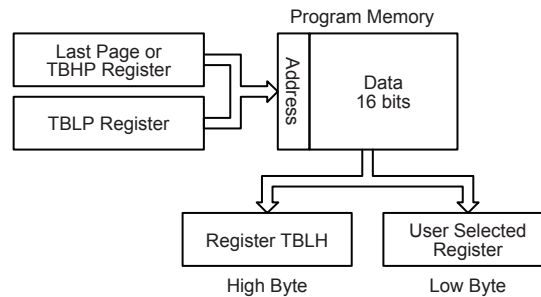 Program Memory
Last Page or
TBHP Register
TBLP Register
Address
Data
16 bits
Register TBLH
User Selected
Register
High Byte
Low Byte